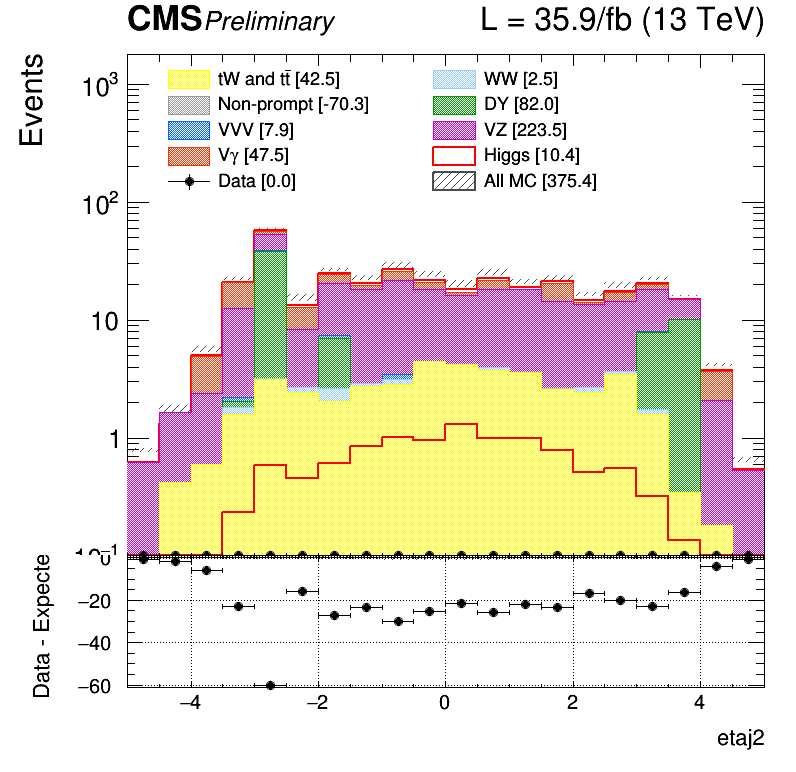 CMS Preliminary L = 35.9/fb (13 TeV)
Events
tW and tt̄ [42.5] WW [2.5]
Non-prompt [-70.3] DY [82.0]
VVV [7.9] VZ [223.5]
Vγ [47.5] Higgs [10.4]
Data [0.0] All MC [375.4]
10³
10²
10
1
Data - Expecte
0
−20
−40
−60
−4 −2 0 2 4
etaj2